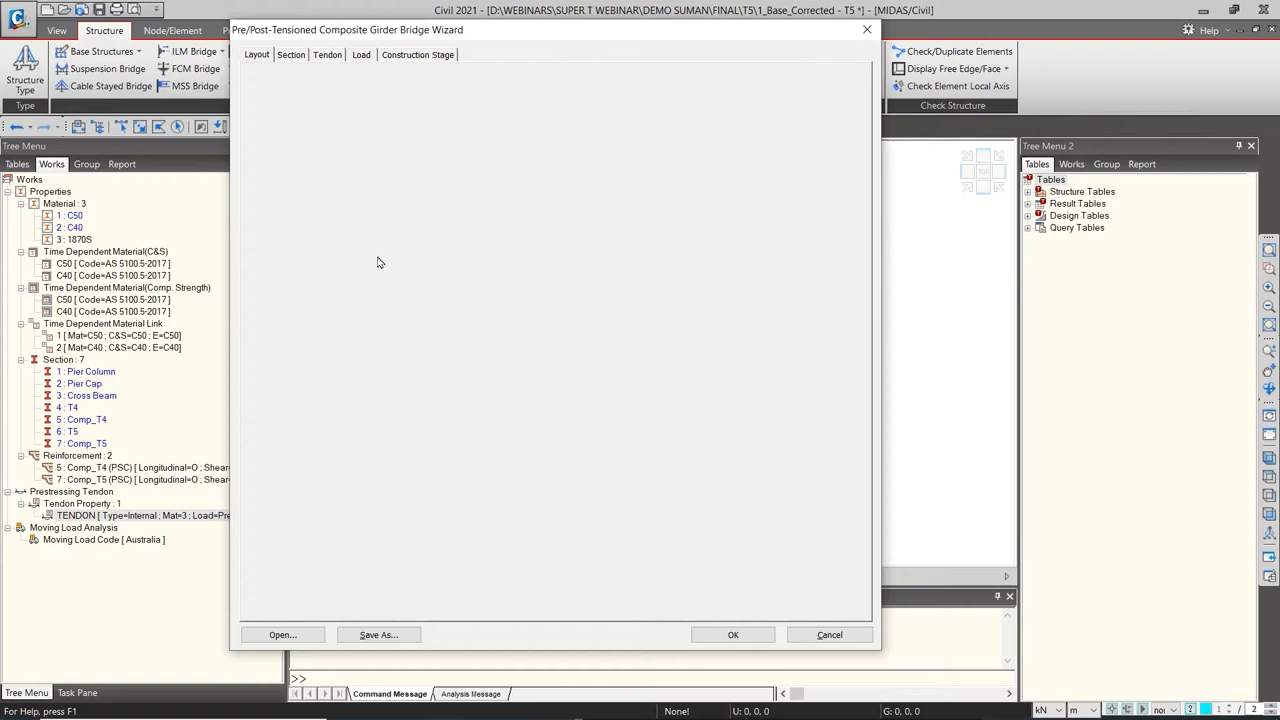 Civil 2021 - [D:\WEBINARS\SUPER T WEBINAR\DEMO SUMAN\FINAL\T5\1_Base_Corrected - T5 *] - [MIDAS/Civil]
View Structure Node/Element
Help
Base Structures
Suspension Bridge
Cable Stayed Bridge
ILM Bridge
FCM Bridge
MSS Bridge
Structure
Type
Type
Check/Duplicate Elements
Display Free Edge/Face
Check Element Local Axis
Check Structure
Pre/Post-Tensioned Composite Girder Bridge Wizard
Layout Section Tendon Load Construction Stage
Open... Save As... OK Cancel
Tree Menu
Tables Works Group Report
Works
Properties
Material : 3
1 : C50
2 : C40
3 : 1870S
Time Dependent Material(C&S)
C50 [ Code=AS 5100.5-2017 ]
C40 [ Code=AS 5100.5-2017 ]
Time Dependent Material(Comp. Strength)
C50 [ Code=AS 5100.5-2017 ]
C40 [ Code=AS 5100.5-2017 ]
Time Dependent Material Link
1 [ Mat=C50 ; C&S=C50 ; E=C50]
2 [ Mat=C40 ; C&S=C40 ; E=C40]
Section : 7
1 : Pier Column
2 : Pier Cap
3 : Cross Beam
4 : T4
5 : Comp_T4
6 : T5
7 : Comp_T5
Reinforcement : 2
5 : Comp_T4 (PSC) [ Longitudinal=O ; Shear
7 : Comp_T5 (PSC) [ Longitudinal=O ; Shear
Prestressing Tendon
Tendon Property : 1
TENDON [ Type=Internal ; Mat=3 ; Load=Pre
Moving Load Analysis
Moving Load Code [ Australia ]
Tree Menu Task Pane
TOP
Tree Menu 2
Tables Works Group Report
Tables
Structure Tables
Result Tables
Design Tables
Query Tables
>>
Command Message Analysis Message
For Help, press F1
None! U: 0, 0, 0 G: 0, 0, 0
kN m non 1 / 2